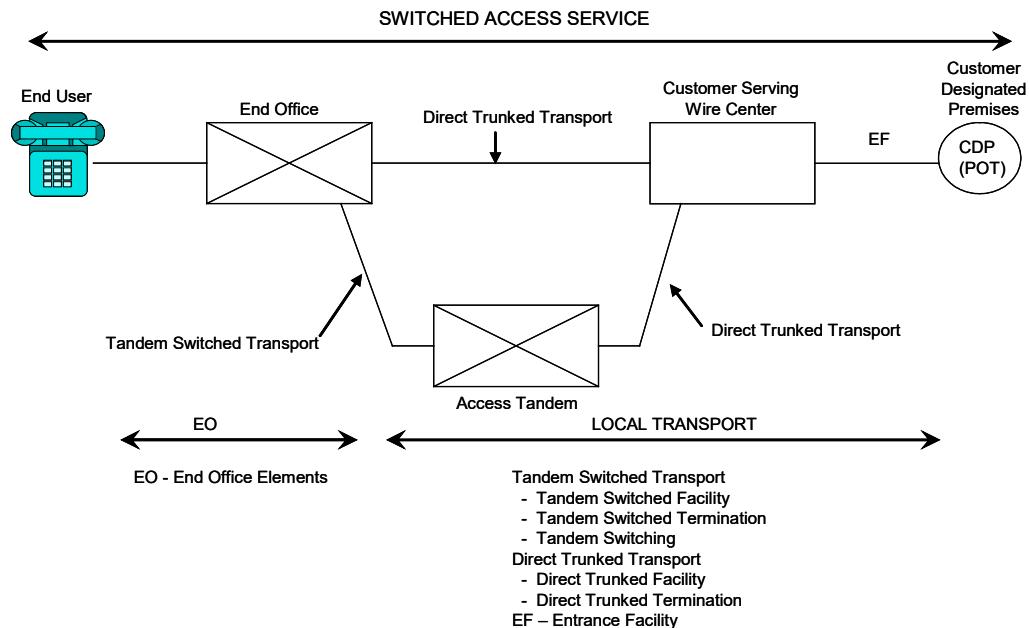 SWITCHED ACCESS SERVICE
End User
End Office
Direct Trunked Transport
Customer Serving
Wire Center
EF
Customer
Designated
Premises
CDP
(POT)
Tandem Switched Transport
Direct Trunked Transport
Access Tandem
EO
LOCAL TRANSPORT
EO - End Office Elements
Tandem Switched Transport
- Tandem Switched Facility
- Tandem Switched Termination
- Tandem Switching
Direct Trunked Transport
- Direct Trunked Facility
- Direct Trunked Termination
EF – Entrance Facility